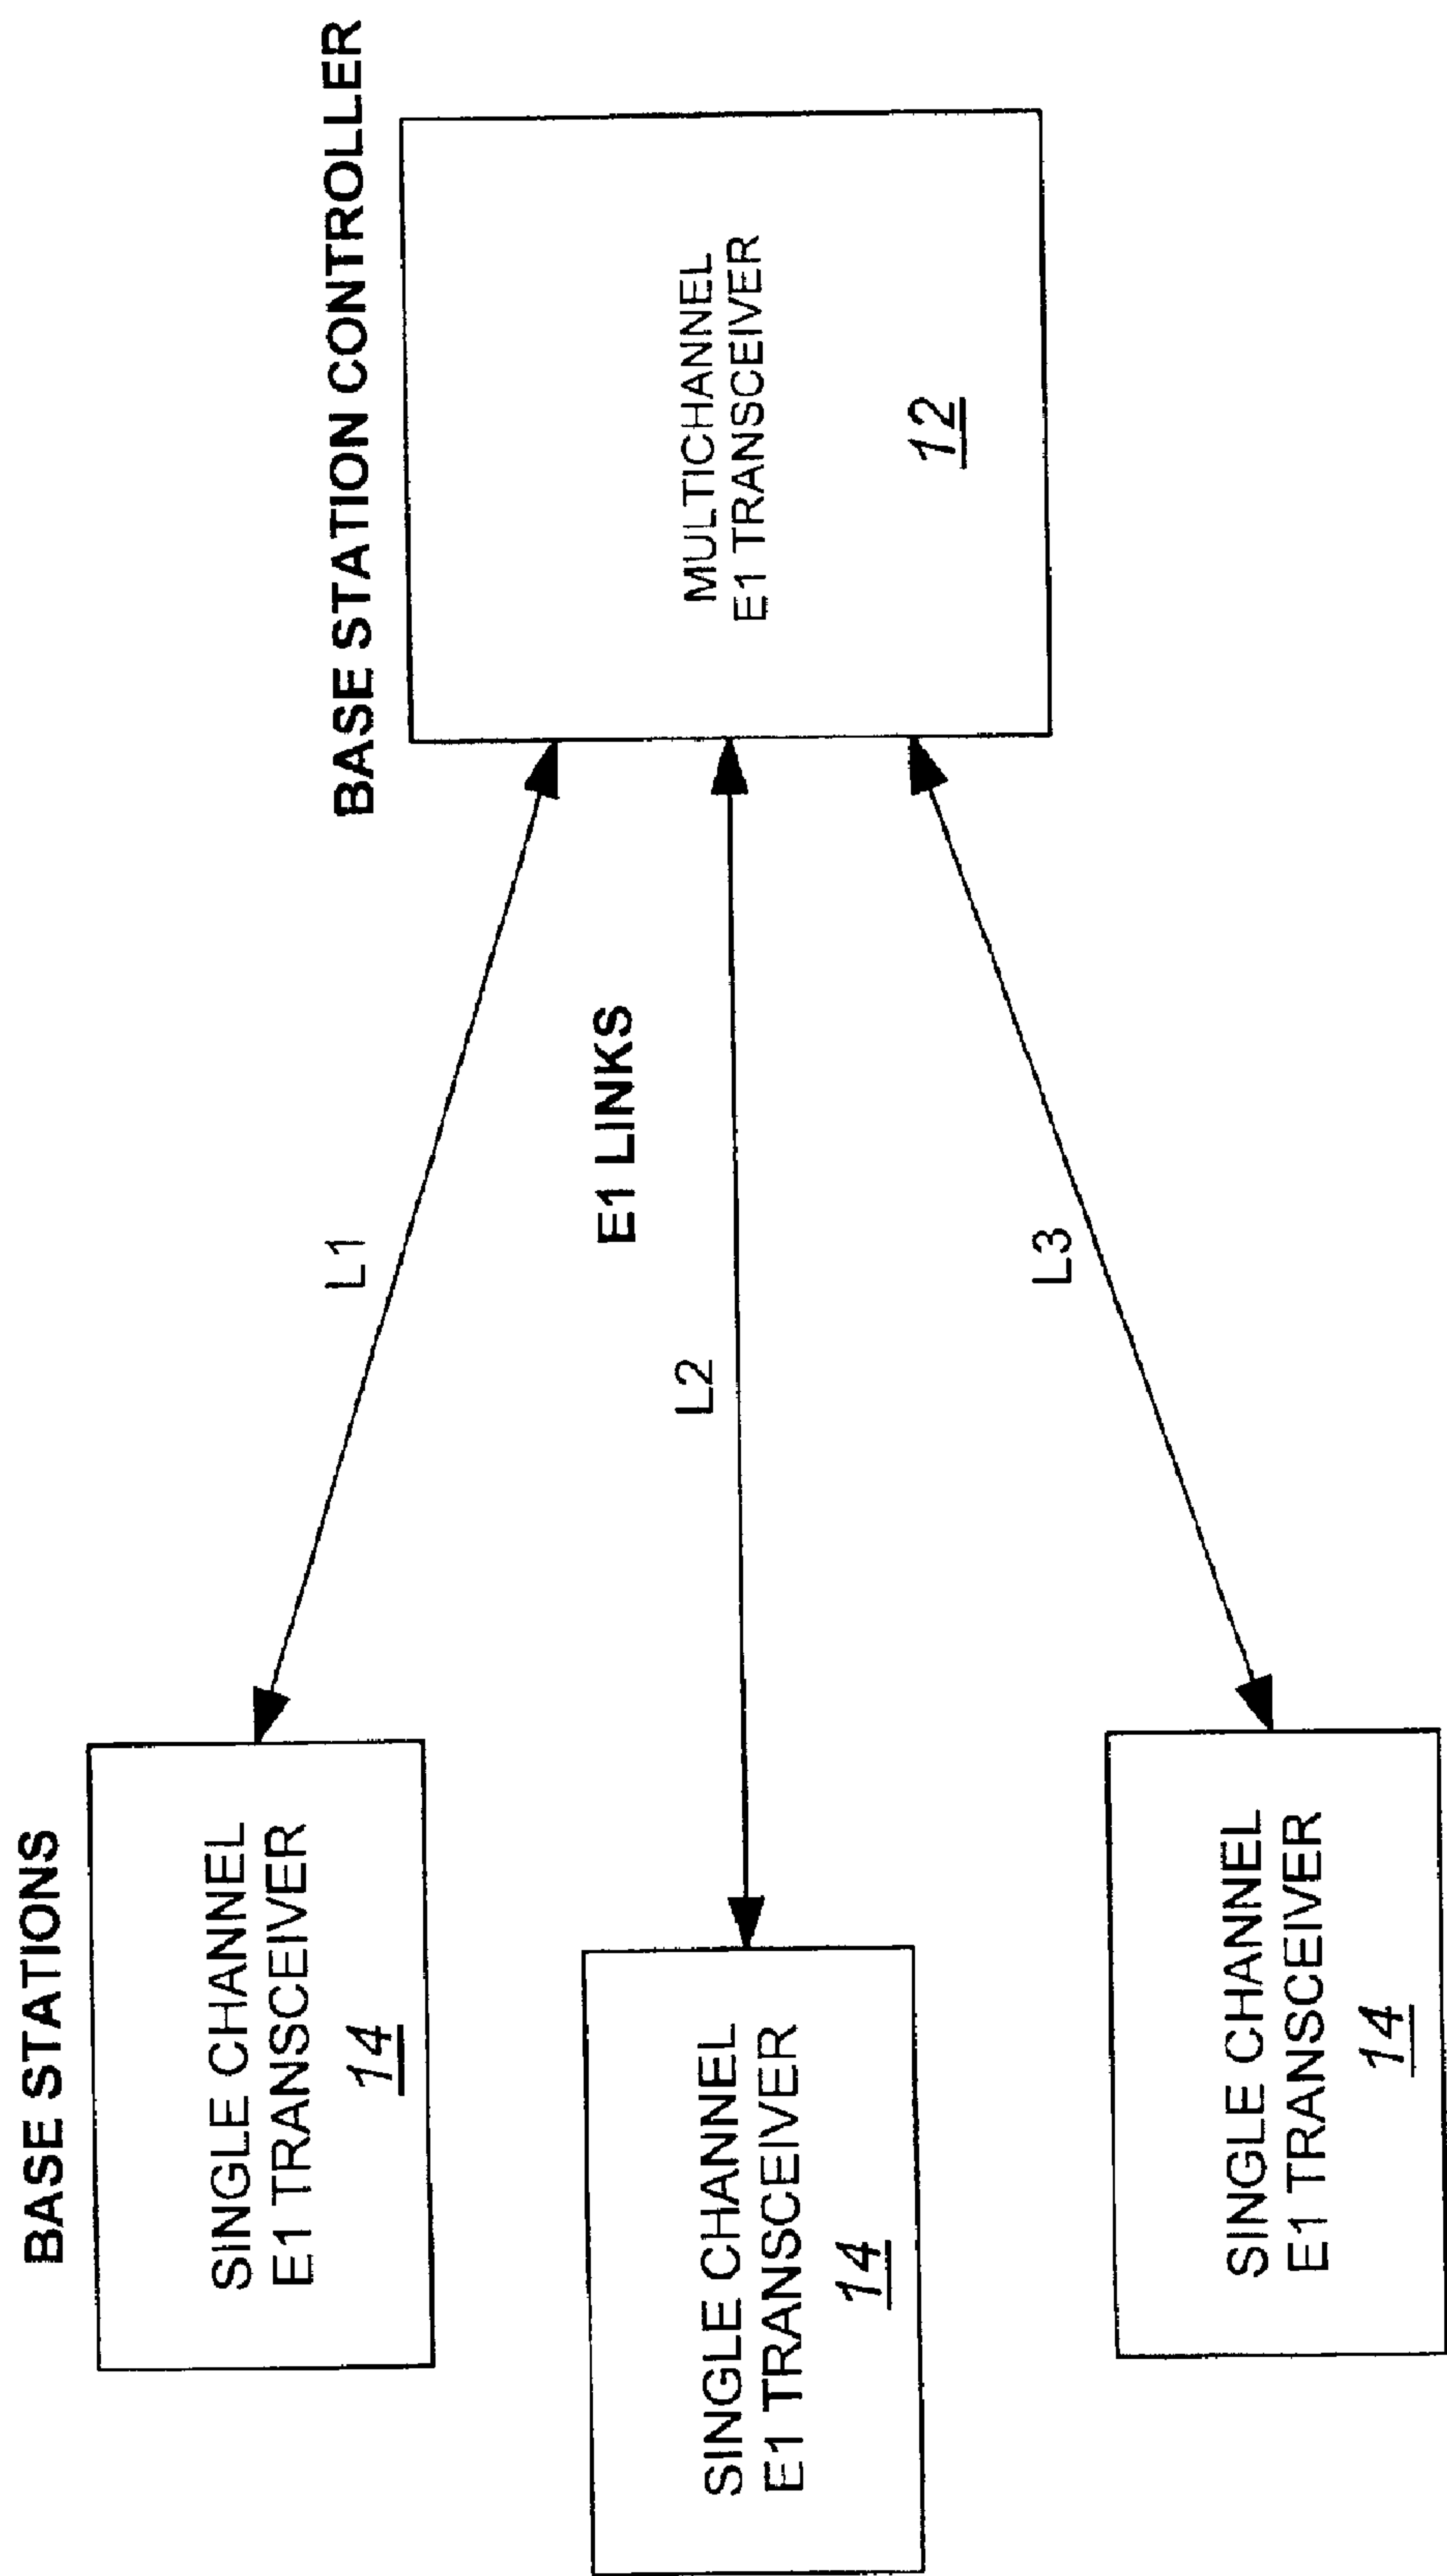 BASE STATIONS
BASE STATION CONTROLLER
SINGLE CHANNEL
E1 TRANSCEIVER
14
L1
E1 LINKS
MULTICHANNEL
E1 TRANSCEIVER
12
L2
SINGLE CHANNEL
E1 TRANSCEIVER
14
L3
SINGLE CHANNEL
E1 TRANSCEIVER
14